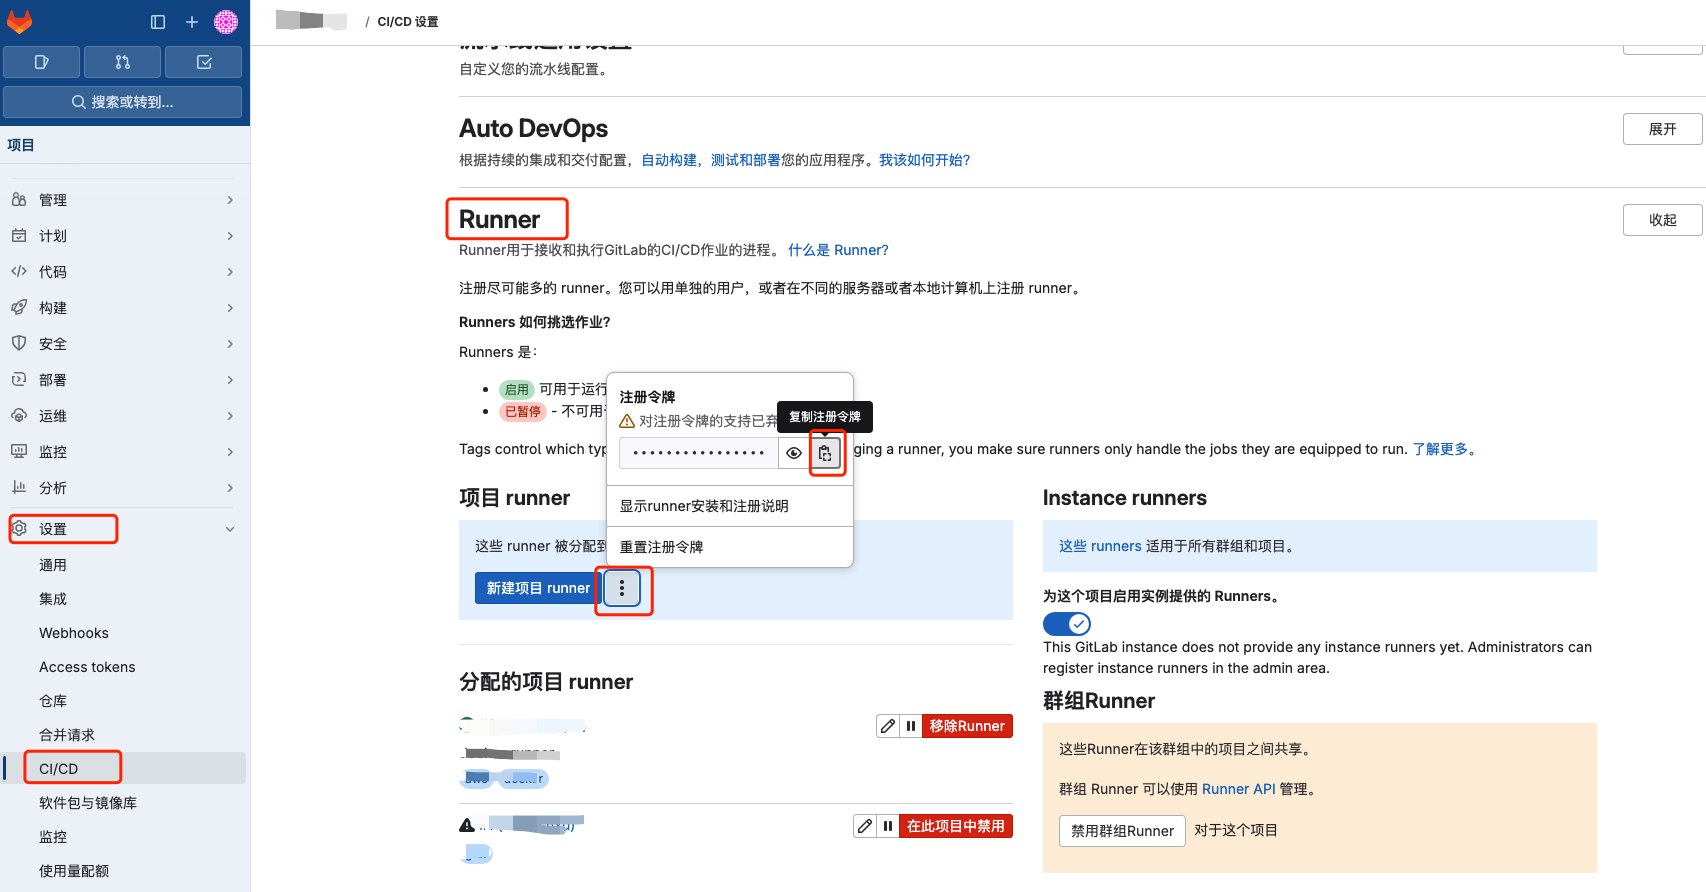 / CI/CD 设置
搜索或转到...
项目
管理
计划
代码
构建
安全
部署
运维
监控
分析
设置
通用
集成
Webhooks
Access tokens
仓库
合并请求
CI/CD
软件包与镜像库
监控
使用量配额
自定义您的流水线配置。
Auto DevOps
展开
根据持续的集成和交付配置，自动构建，测试和部署您的应用程序。我该如何开始?
Runner
收起
Runner用于接收和执行GitLab的CI/CD作业的进程。 什么是 Runner?
注册尽可能多的 runner。您可以用单独的用户，或者在不同的服务器或者本地计算机上注册 runner。
Runners 如何挑选作业?
Runners 是：
启用 可用于运行
已暂停 - 不可用于
Tags control which typ
ging a runner, you make sure runners only handle the jobs they are equipped to run. 了解更多。
注册令牌
对注册令牌的支持已弃
复制注册令牌
显示runner安装和注册说明
重置注册令牌
项目 runner
这些 runner 被分配到
新建项目 runner
分配的项目 runner
移除Runner
在此项目中禁用
Instance runners
这些 runners 适用于所有群组和项目。
为这个项目启用实例提供的 Runners。
This GitLab instance does not provide any instance runners yet. Administrators can
register instance runners in the admin area.
群组Runner
这些Runner在该群组中的项目之间共享。
群组 Runner 可以使用 Runner API 管理。
禁用群组Runner 对于这个项目